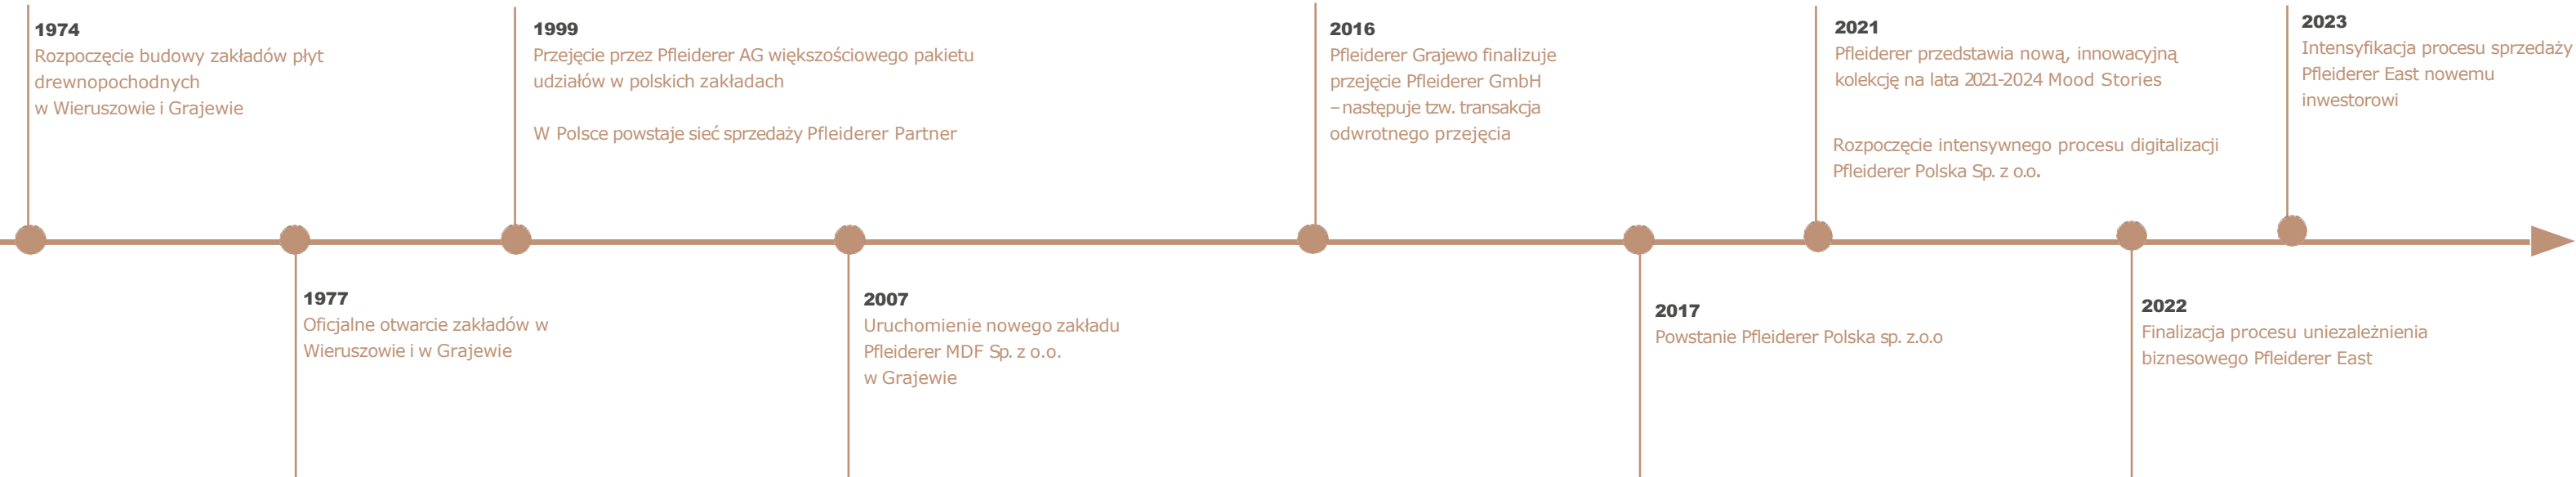 1974
Rozpoczęcie budowy zakładów płyt
drewnopochodnych
w Wieruszowie i Grajewie
1977
Oficjalne otwarcie zakładów w
Wieruszowie i w Grajewie
1999
Przejęcie przez Pfleiderer AG większościowego pakietu
udziałów w polskich zakładach
W Polsce powstaje sieć sprzedaży Pfleiderer Partner
2007
Uruchomienie nowego zakładu
Pfleiderer MDF Sp. z o.o.
w Grajewie
2016
Pfleiderer Grajewo finalizuje
przejęcie Pfleiderer GmbH
– następuje tzw. transakcja
odwrotnego przejęcia
2017
Powstanie Pfleiderer Polska sp. z.o.o
2021
Pfleiderer przedstawia nową, innowacyjną
kolekcję na lata 2021-2024 Mood Stories
Rozpoczęcie intensywnego procesu digitalizacji
Pfleiderer Polska Sp. z o.o.
2022
Finalizacja procesu uniezależnienia
biznesowego Pfleiderer East
2023
Intensyfikacja procesu sprzedaży
Pfleiderer East nowemu
inwestorowi